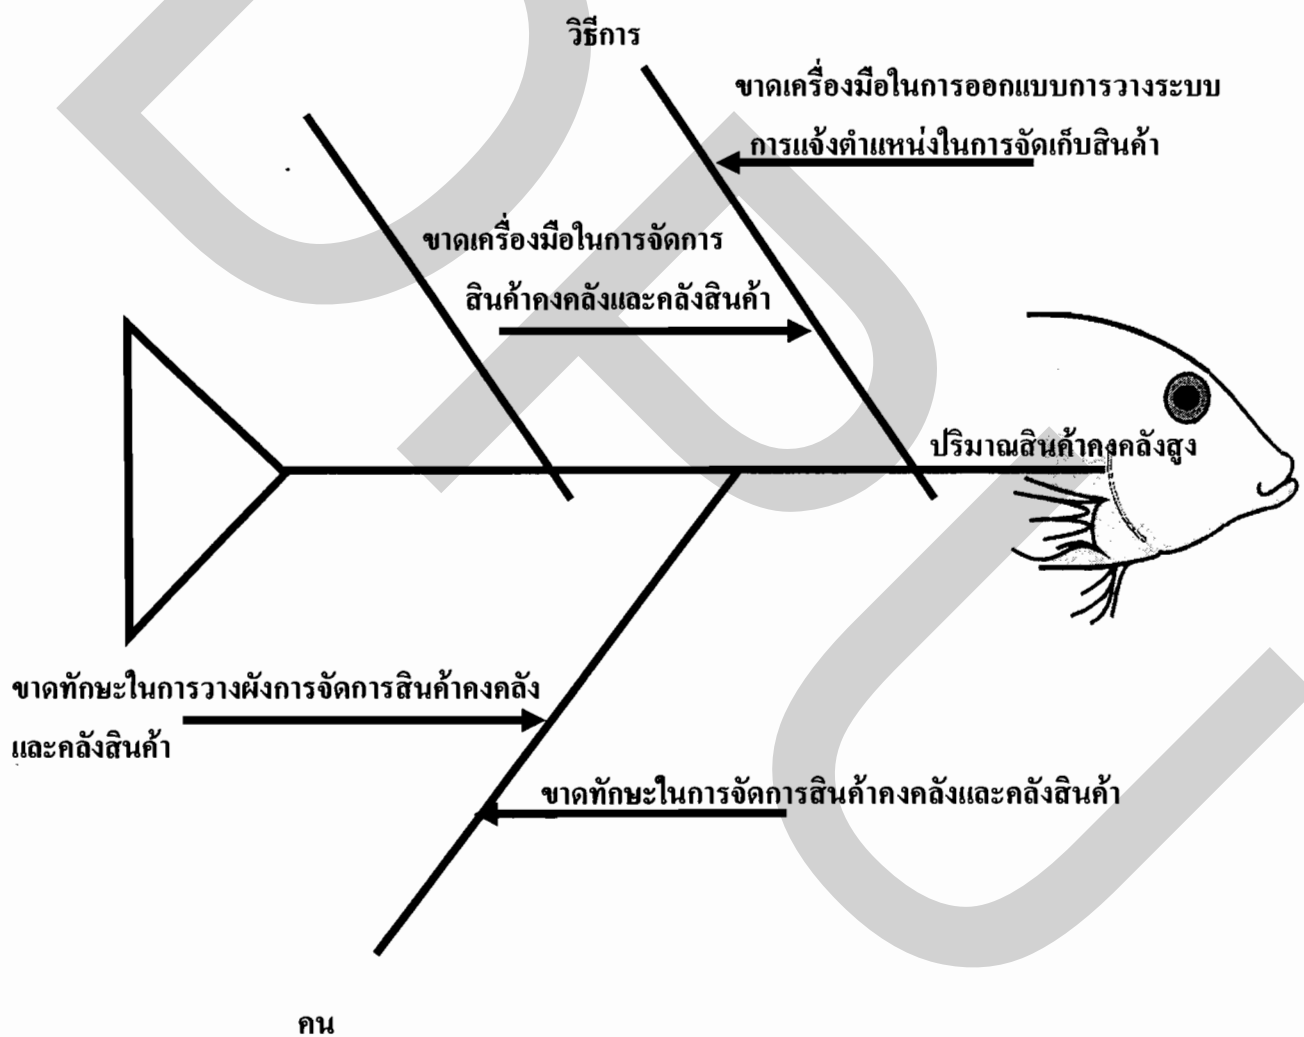 วิธีการ
ขาดเครื่องมือในการออกแบบการวางระบบ
การแจ้งตำแหน่งในการจัดเก็บสินค้า
ขาดเครื่องมือในการจัดการ
สินค้าคงคลังและคลังสินค้า
ปริมาณสินค้าคงคลังสูง
ขาดทักษะในการวางผังการจัดการสินค้าคงคลัง
และคลังสินค้า
ขาดทักษะในการจัดการสินค้าคงคลังและคลังสินค้า
คน
DPU